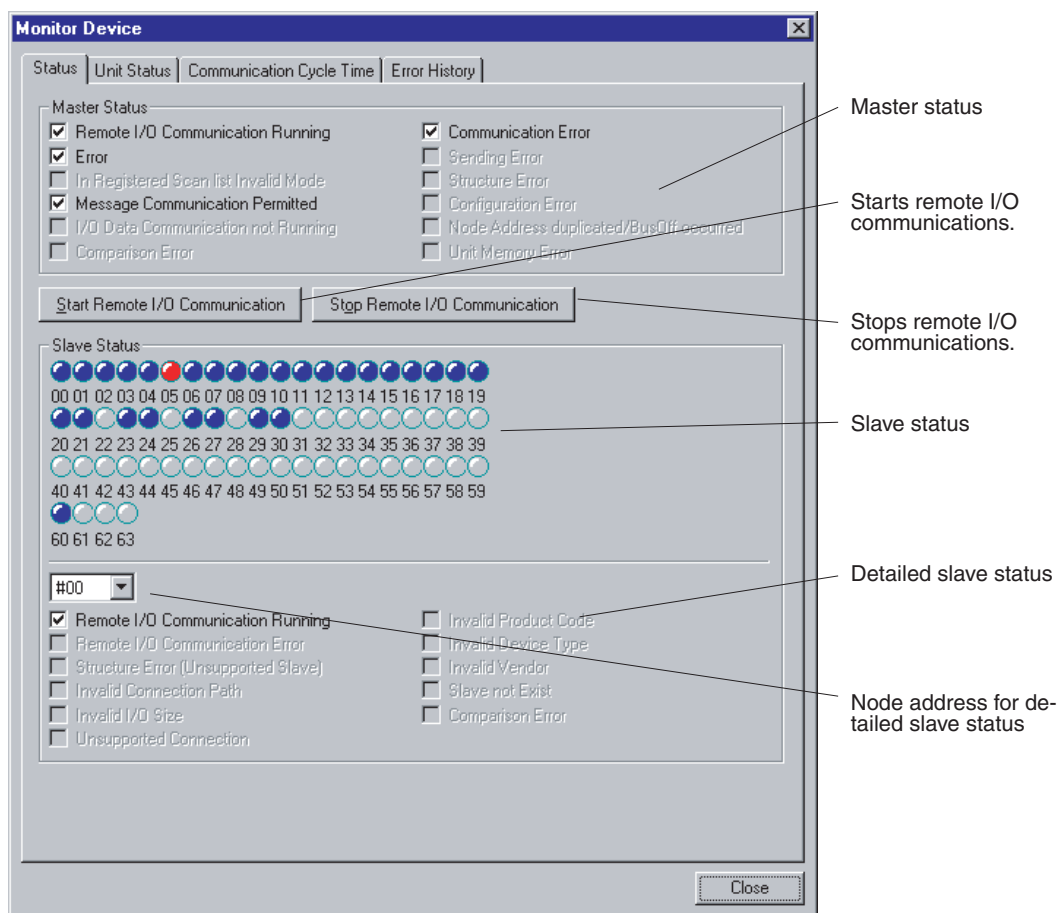 Monitor Device
Status Unit Status Communication Cycle Time Error History
Master Status
Remote I/O Communication Running
Error
In Registered Scan list Invalid Mode
Message Communication Permitted
I/O Data Communication not Running
Comparison Error
Communication Error
Sending Error
Structure Error
Configuration Error
Node Address duplicated/BusOff occurred
Unit Memory Error
Start Remote I/O Communication Stop Remote I/O Communication
Slave Status
00 01 02 03 04 05 06 07 08 09 10 11 12 13 14 15 16 17 18 19
20 21 22 23 24 25 26 27 28 29 30 31 32 33 34 35 36 37 38 39
40 41 42 43 44 45 46 47 48 49 50 51 52 53 54 55 56 57 58 59
60 61 62 63
#00
Remote I/O Communication Running
Remote I/O Communication Error
Structure Error (Unsupported Slave)
Invalid Connection Path
Invalid I/O Size
Unsupported Connection
Invalid Product Code
Invalid Device Type
Invalid Vendor
Slave not Exist
Comparison Error
Close
Master status
Starts remote I/O
communications.
Stops remote I/O
communications.
Slave status
Detailed slave status
Node address for de-
tailed slave status